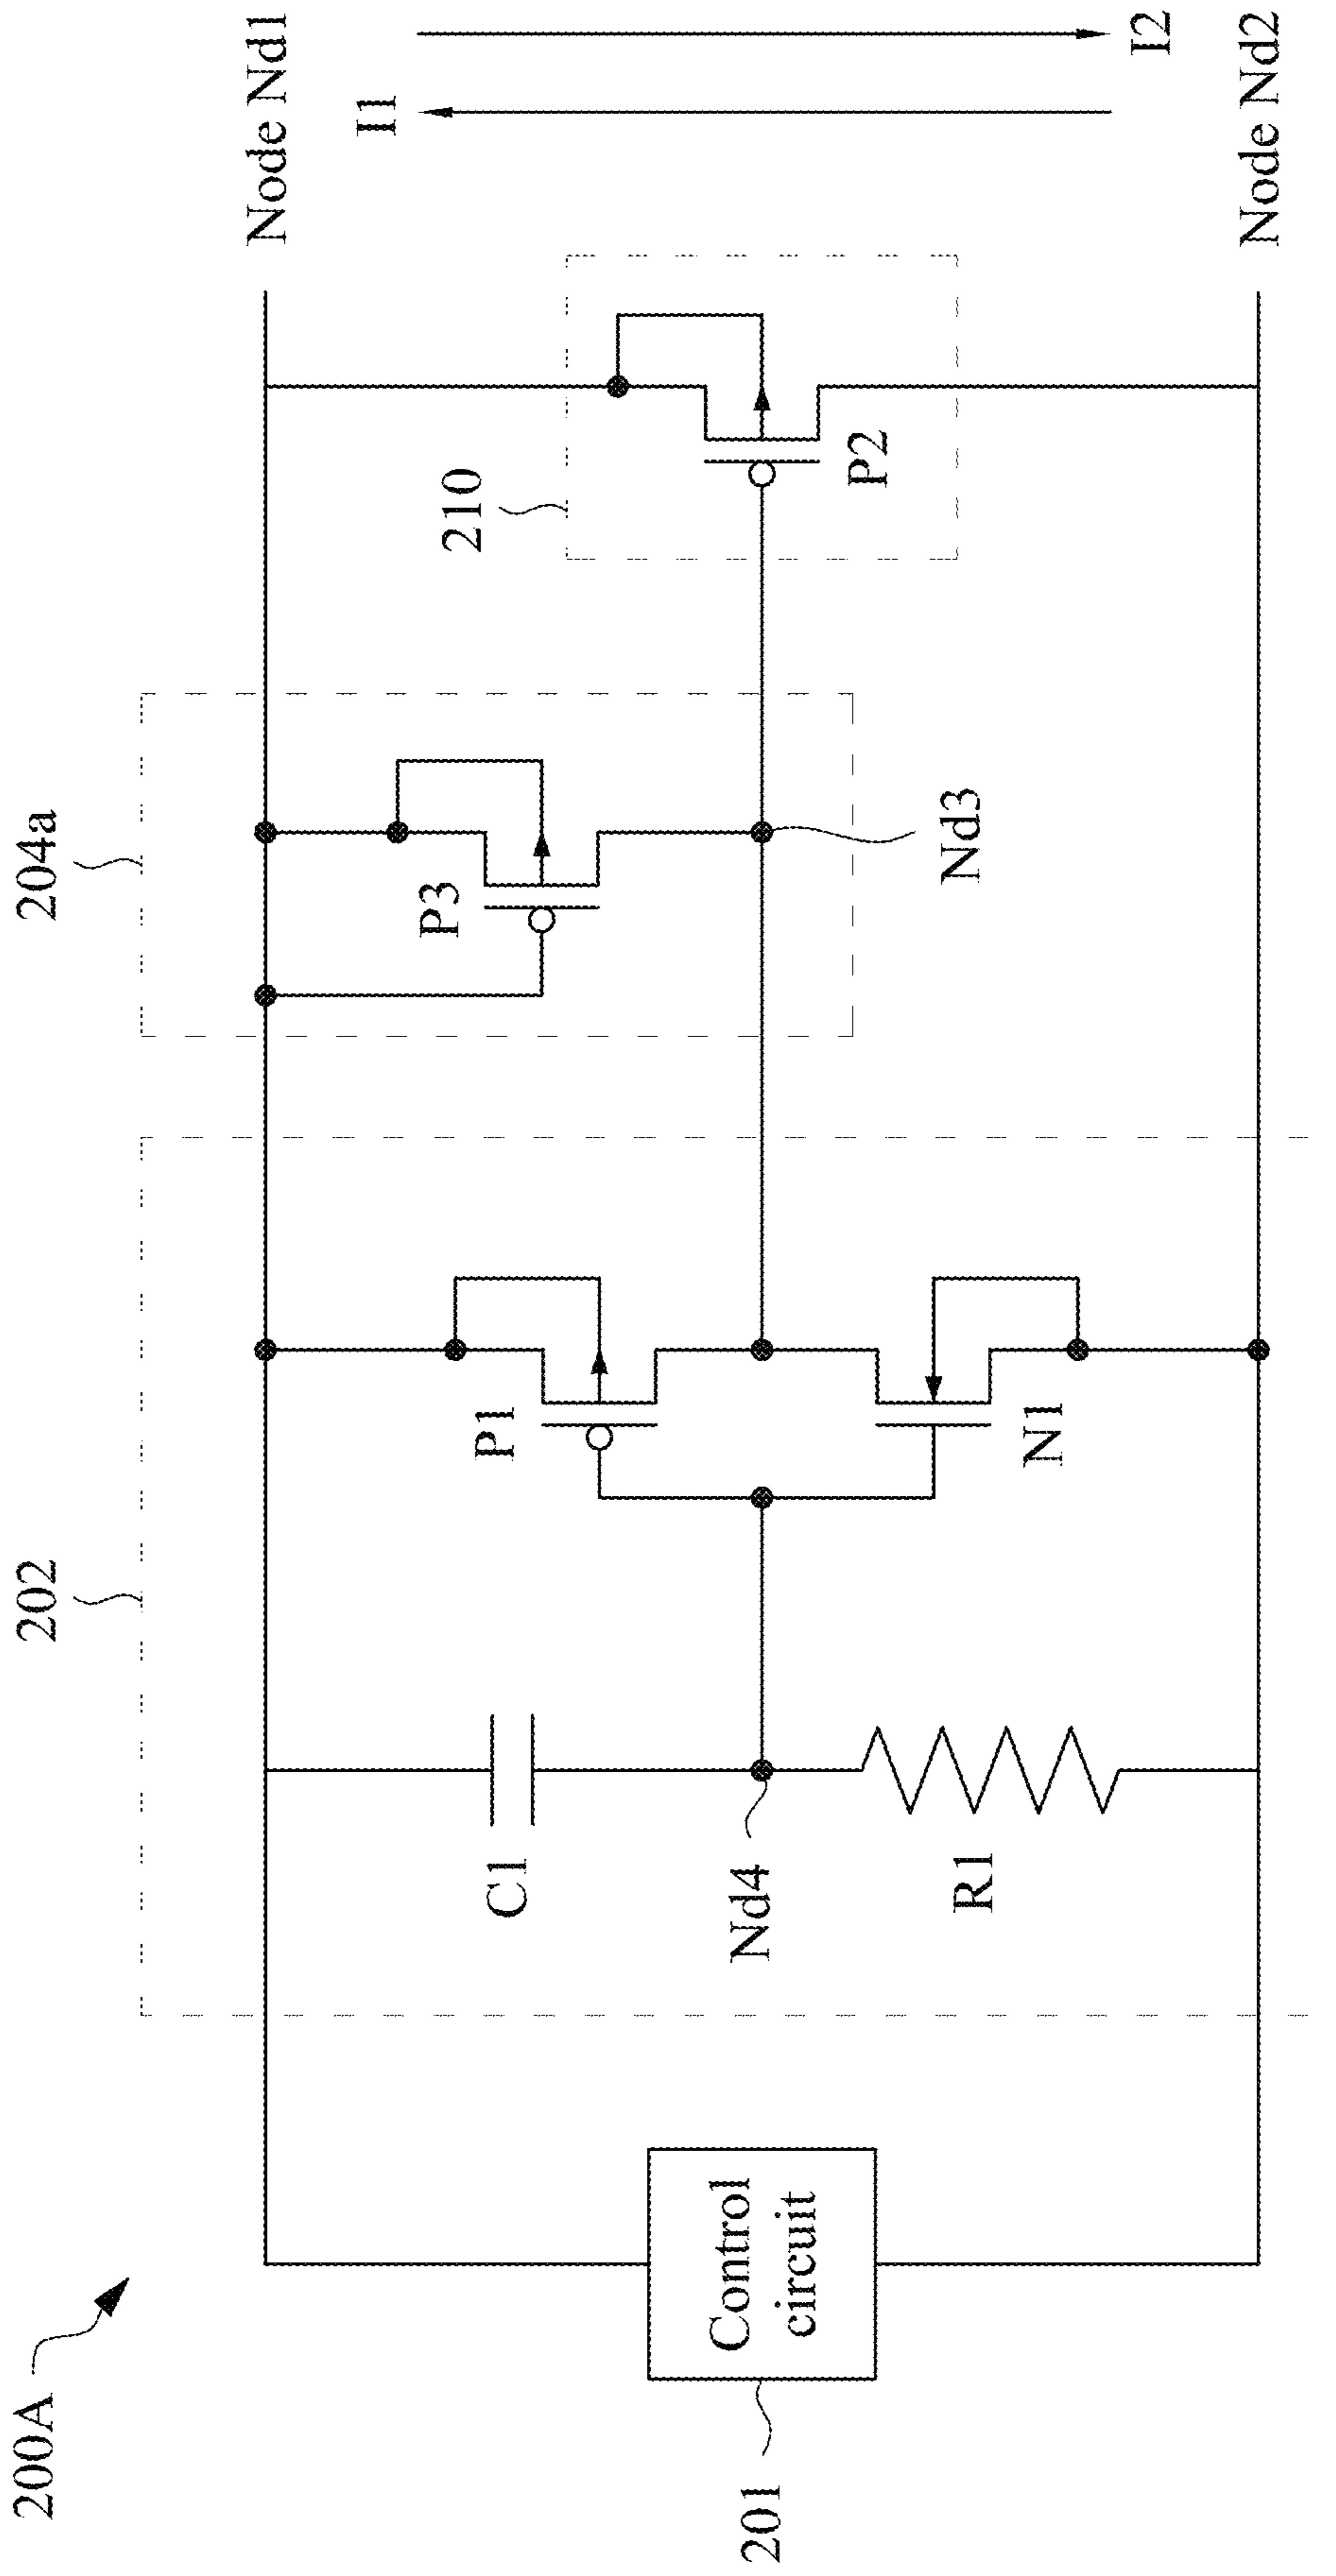 200A
202
204a
Node Nd1
I1
I2
C1
P1
P3
210
201
Control
circuit
Nd4
R1
N1
Nd3
P2
Node Nd2